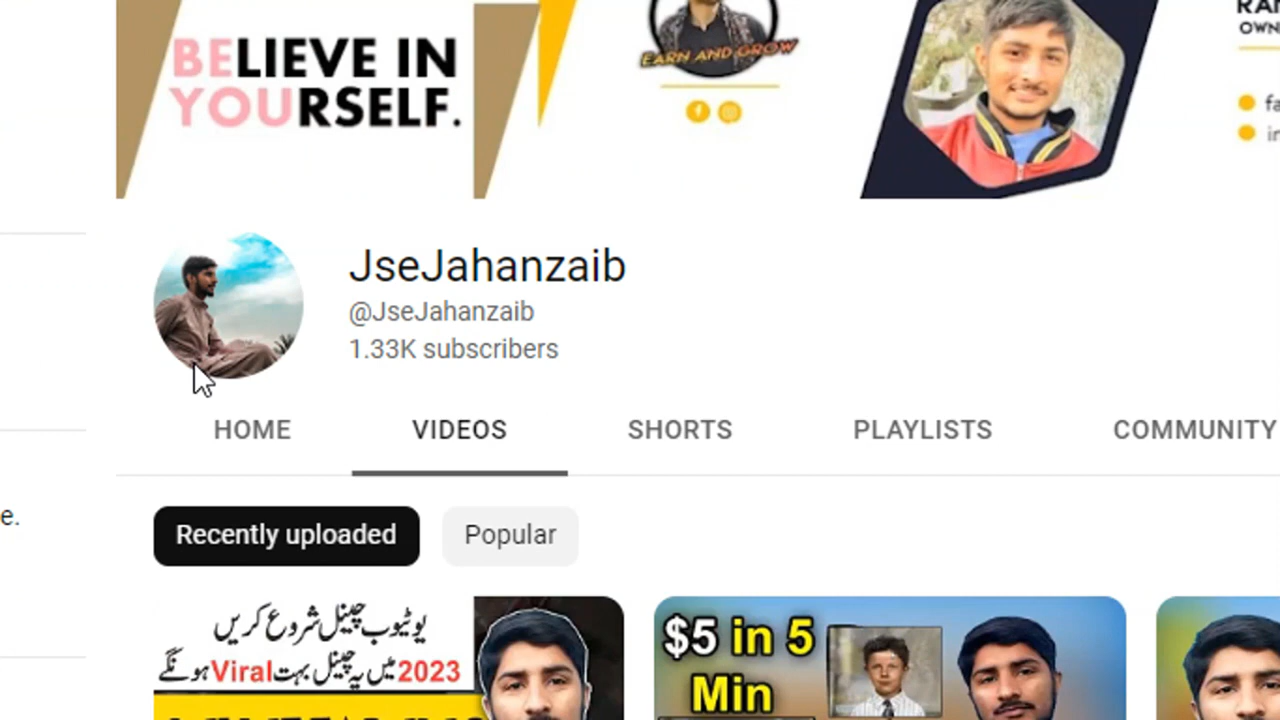 BELIEVE IN
YOURSELF.
EARN AND GROW
JseJahanzaib
@JseJahanzaib
1.33K subscribers
HOME VIDEOS SHORTS PLAYLISTS COMMUNITY
e.
Recently uploaded Popular
یوٹیوب چینل شروع کریں
2023 میں یہ چینل بہت Viral ہونگے
$5 in 5
Min